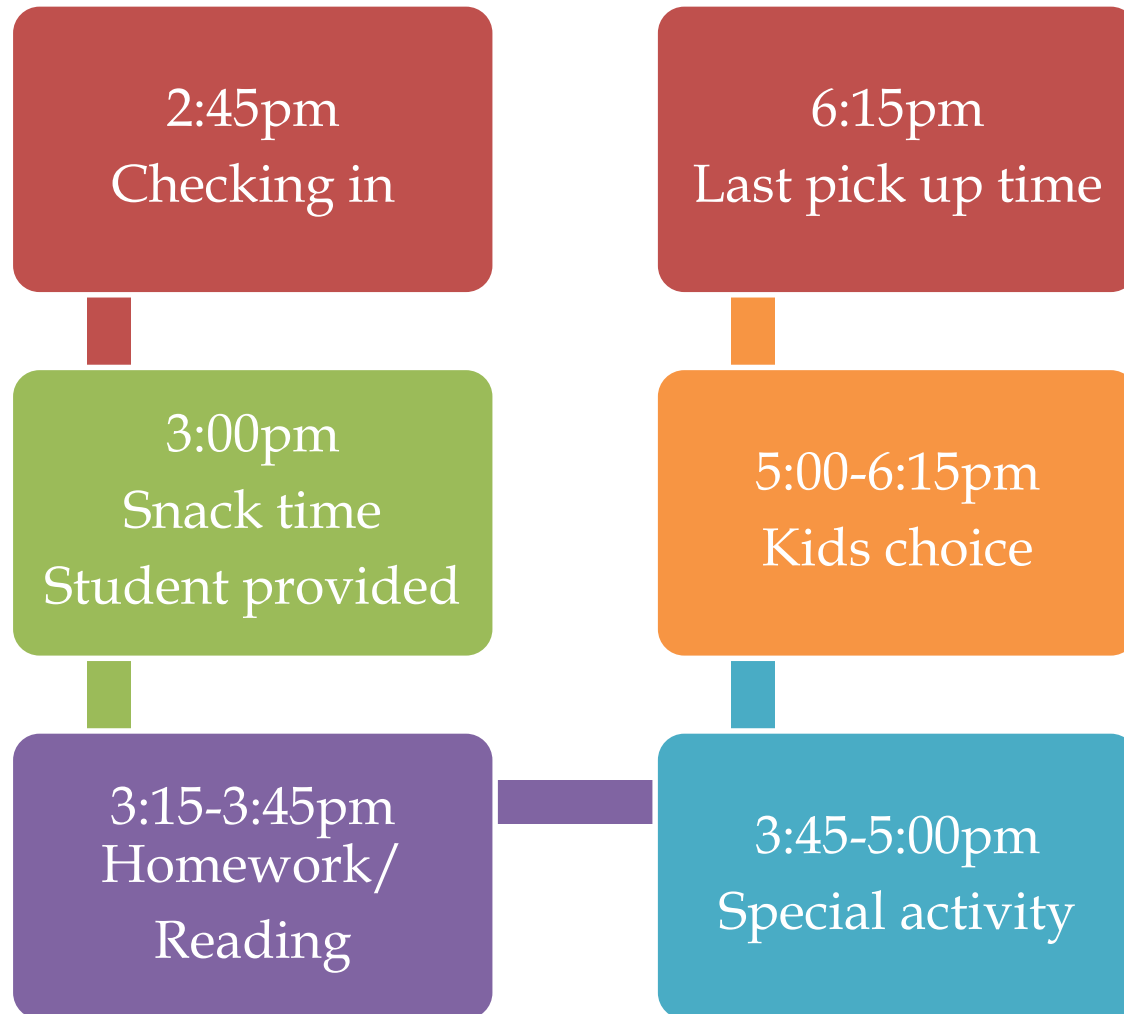 2:45pm
Checking in
3:00pm
Snack time
Student provided
3:15-3:45pm
Homework/
Reading
3:45-5:00pm
Special activity
5:00-6:15pm
Kids choice
6:15pm
Last pick up time